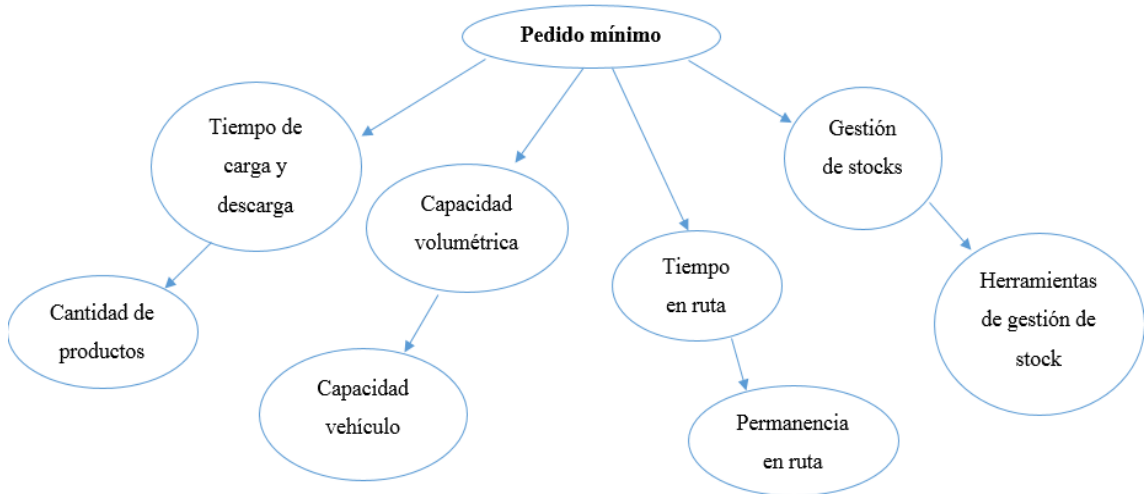 Pedido mínimo
Tiempo de
carga y
descarga
Capacidad
volumétrica
Tiempo
en ruta
Gestión
de stocks
Cantidad de
productos
Capacidad
vehículo
Permanencia
en ruta
Herramientas
de gestión de
stock